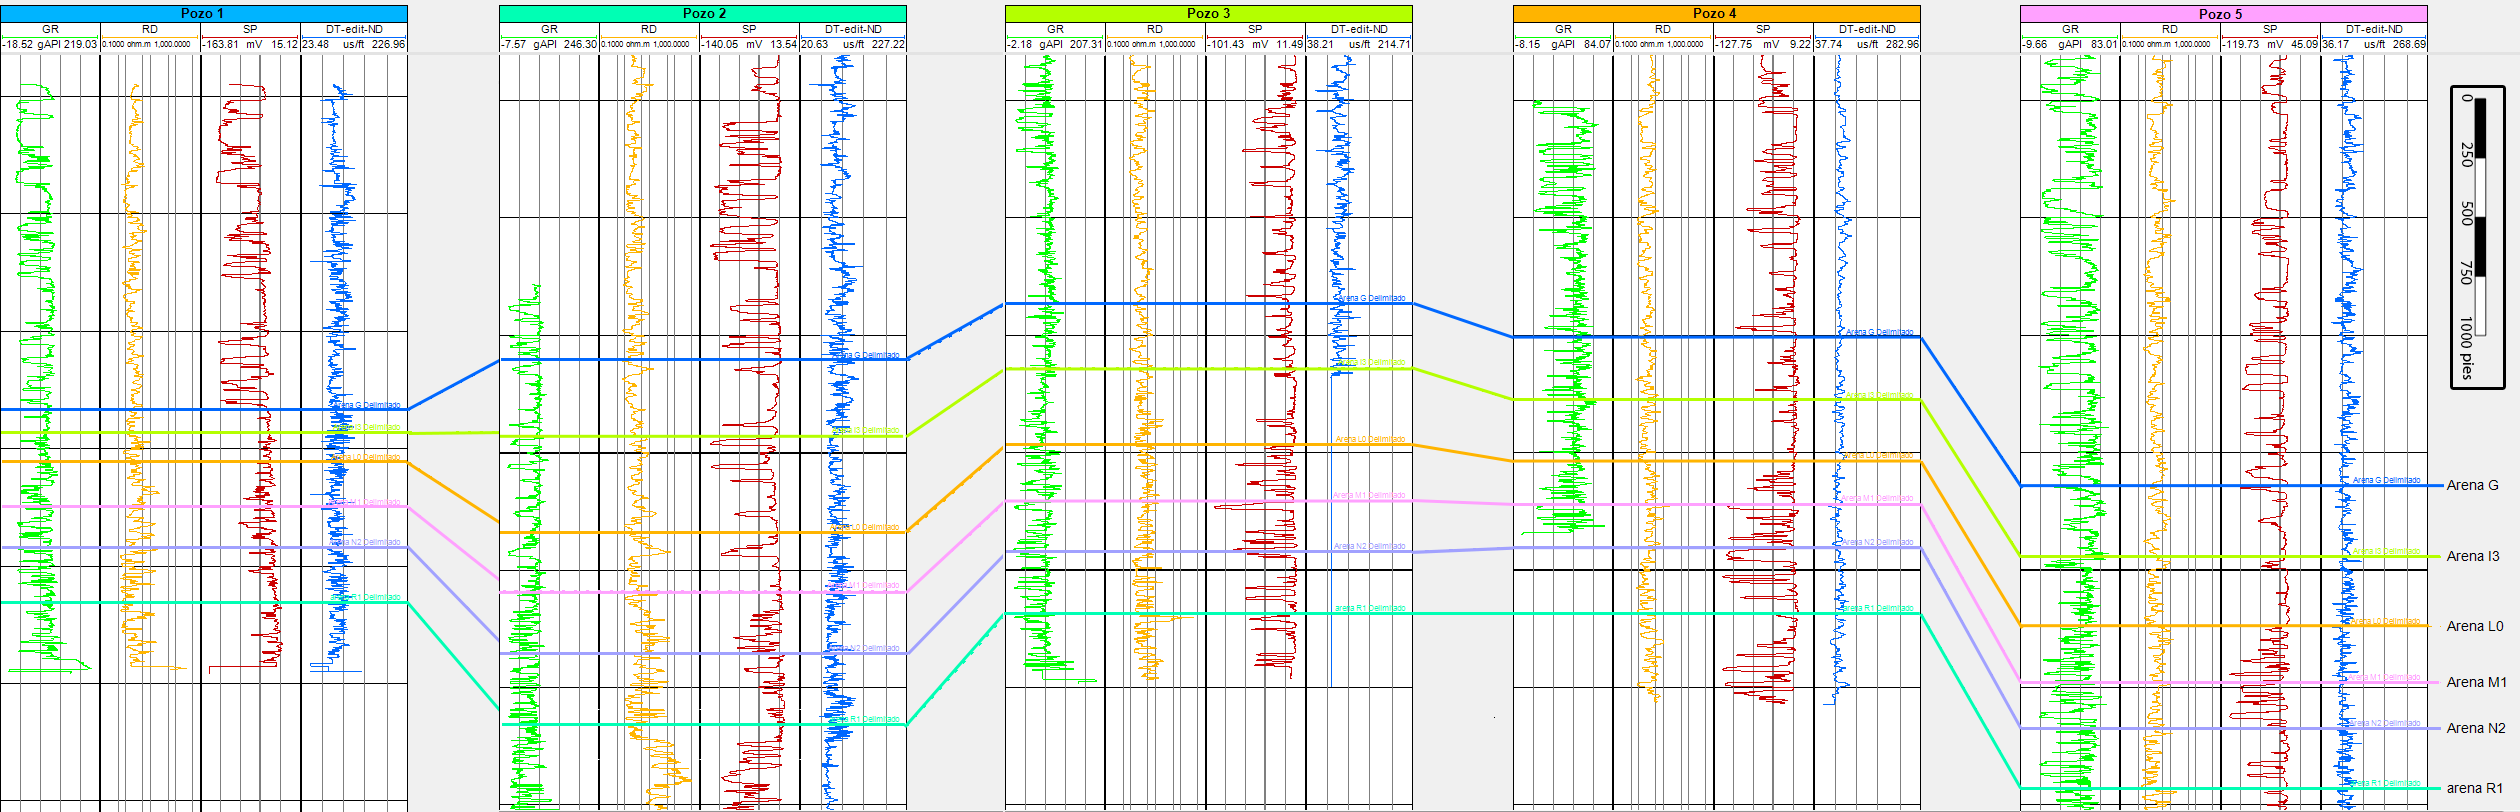 Pozo 1 Pozo 2 Pozo 3 Pozo 4 Pozo 5
GR RD SP DT-edit-ND GR RD SP DT-edit-ND GR RD SP DT-edit-ND GR RD SP DT-edit-ND GR RD SP DT-edit-ND
-18.52 gAPI 219.03 0.1000 ohm.m 1,000.0000 -163.81 mV 15.12 23.48 us/ft 226.96 -7.57 gAPI 246.30 0.1000 ohm.m 1,000.0000 -140.05 mV 13.54 20.63 us/ft 227.22 -2.18 gAPI 207.31 0.1000 ohm.m 1,000.0000 -101.43 mV 11.49 38.21 us/ft 214.71 -8.15 gAPI 84.07 0.1000 ohm.m 1,000.0000 -127.75 mV 9.22 37.74 us/ft 282.96 -9.66 gAPI 83.01 0.1000 ohm.m 1,000.0000 -119.73 mV 45.09 36.17 us/ft 268.69
0 250 500 750 1000 pies
Arena G Delimitado
Arena I3 Delimitado
Arena L0 Delimitado
Arena M1 Delimitado
Arena N2 Delimitado
arena R1 Delimitado
Arena G Delimitado
Arena I3 Delimitado
Arena L0 Delimitado
Arena M1 Delimitado
Arena N2 Delimitado
arena R1 Delimitado
Arena G Delimitado
Arena I3 Delimitado
Arena L0 Delimitado
Arena M1 Delimitado
Arena N2 Delimitado
arena R1 Delimitado
Arena G Delimitado
Arena I3 Delimitado
Arena L0 Delimitado
Arena M1 Delimitado
Arena N2 Delimitado
arena R1 Delimitado
Arena G Delimitado
Arena I3 Delimitado
Arena L0 Delimitado
Arena M1 Delimitado
Arena N2 Delimitado
arena R1 Delimitado
Arena G
Arena I3
Arena L0
Arena M1
Arena N2
arena R1